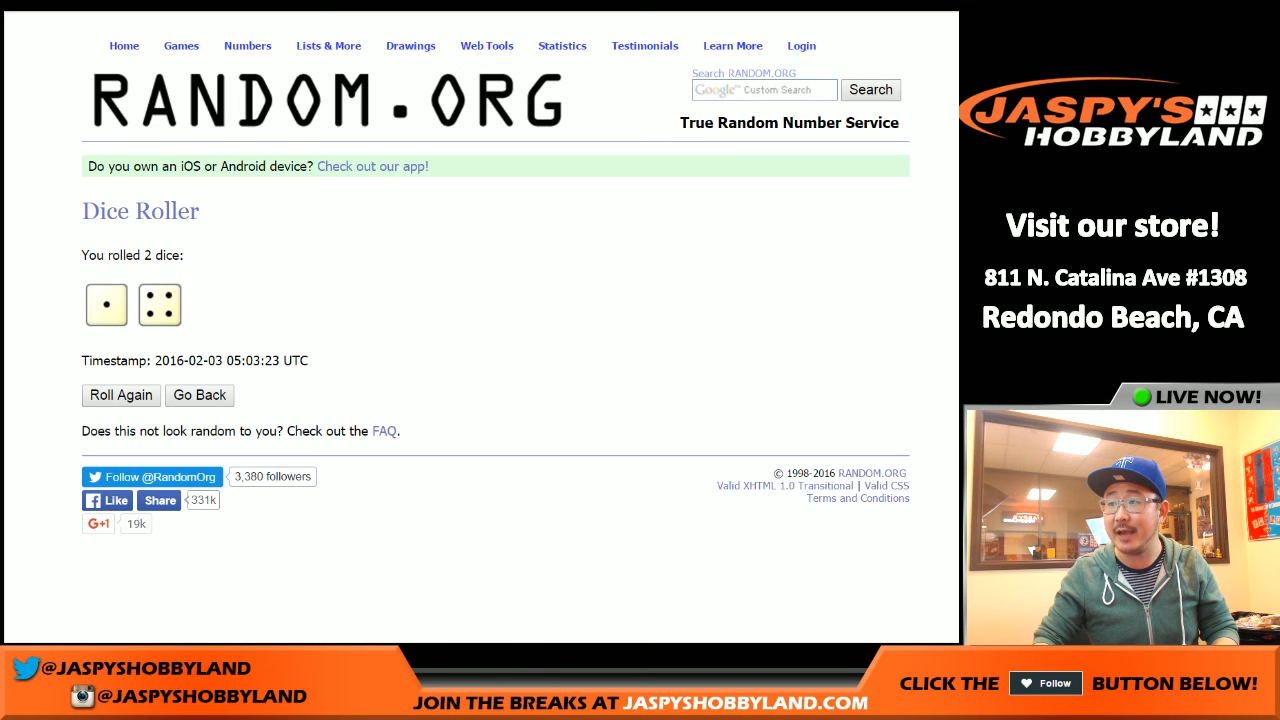 Home Games Numbers Lists & More Drawings Web Tools Statistics Testimonials Learn More Login
RANDOM.ORG
Search RANDOM.ORG
Google™ Custom Search Search
True Random Number Service
Do you own an iOS or Android device? Check out our app!
Dice Roller
You rolled 2 dice:
Timestamp: 2016-02-03 05:03:23 UTC
Roll Again Go Back
Does this not look random to you? Check out the FAQ.
Follow @RandomOrg 3,380 followers
Like Share 331k
G+1 19k
© 1998-2016 RANDOM.ORG
Valid XHTML 1.0 Transitional | Valid CSS
Terms and Conditions
JASPY'S
HOBBYLAND
Visit our store!
811 N. Catalina Ave #1308
Redondo Beach, CA
LIVE NOW!
@JASPYSHOBBYLAND
@JASPYSHOBBYLAND
JOIN THE BREAKS AT JASPYSHOBBYLAND.COM
CLICK THE Follow BUTTON BELOW!